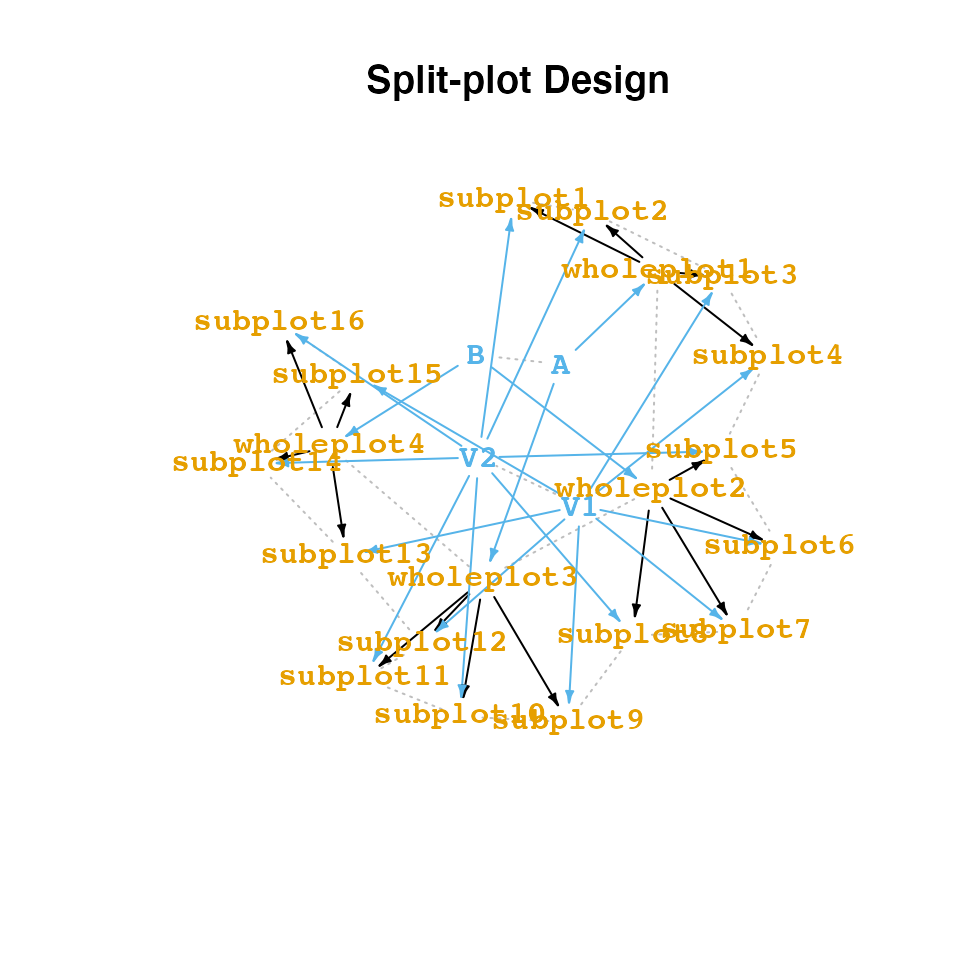 Split-plot Design
subplot1
subplot2
wholeplot1
subplot3
subplot16
B
A
subplot4
subplot15
wholeplot4
subplot14
V2
subplot5
wholeplot2
V1
subplot6
subplot13
wholeplot3
subplot12
subplot8
subplot7
subplot11
subplot10
subplot9